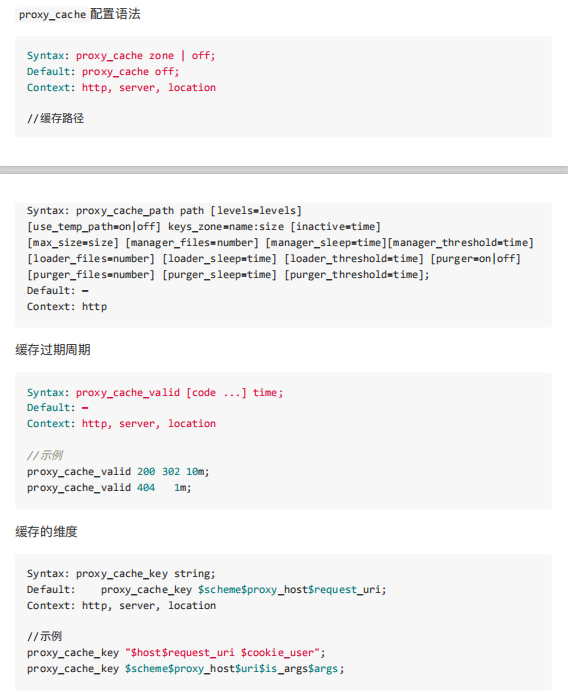 proxy_cache 配置语法
Syntax: proxy_cache zone | off;
Default: proxy_cache off;
Context: http, server, location
//缓存路径
Syntax: proxy_cache_path path [levels=levels]
[use_temp_path=on|off] keys_zone=name:size [inactive=time]
[max_size=size] [manager_files=number] [manager_sleep=time][manager_threshold=time]
[loader_files=number] [loader_sleep=time] [loader_threshold=time] [purger=on|off]
[purger_files=number] [purger_sleep=time] [purger_threshold=time];
Default: —
Context: http
缓存过期周期
Syntax: proxy_cache_valid [code ...] time;
Default: —
Context: http, server, location
//示例
proxy_cache_valid 200 302 10m;
proxy_cache_valid 404   1m;
缓存的维度
Syntax: proxy_cache_key string;
Default:    proxy_cache_key $scheme$proxy_host$request_uri;
Context: http, server, location
//示例
proxy_cache_key "$host$request_uri $cookie_user";
proxy_cache_key $scheme$proxy_host$uri$is_args$args;